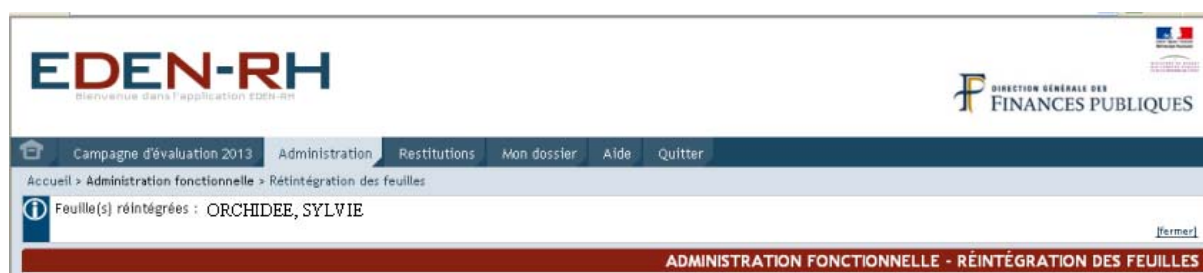 EDEN-RH
Bienvenue dans l'application EDEN-RH
DIRECTION GÉNÉRALE DES
FINANCES PUBLIQUES
Campagne d'évaluation 2013 Administration Restitutions Mon dossier Aide Quitter
Accueil > Administration fonctionnelle > Rétintégration des feuilles
Feuille(s) réintégrées : ORCHIDEE, SYLVIE
[fermer]
ADMINISTRATION FONCTIONNELLE - RÉINTÉGRATION DES FEUILLES